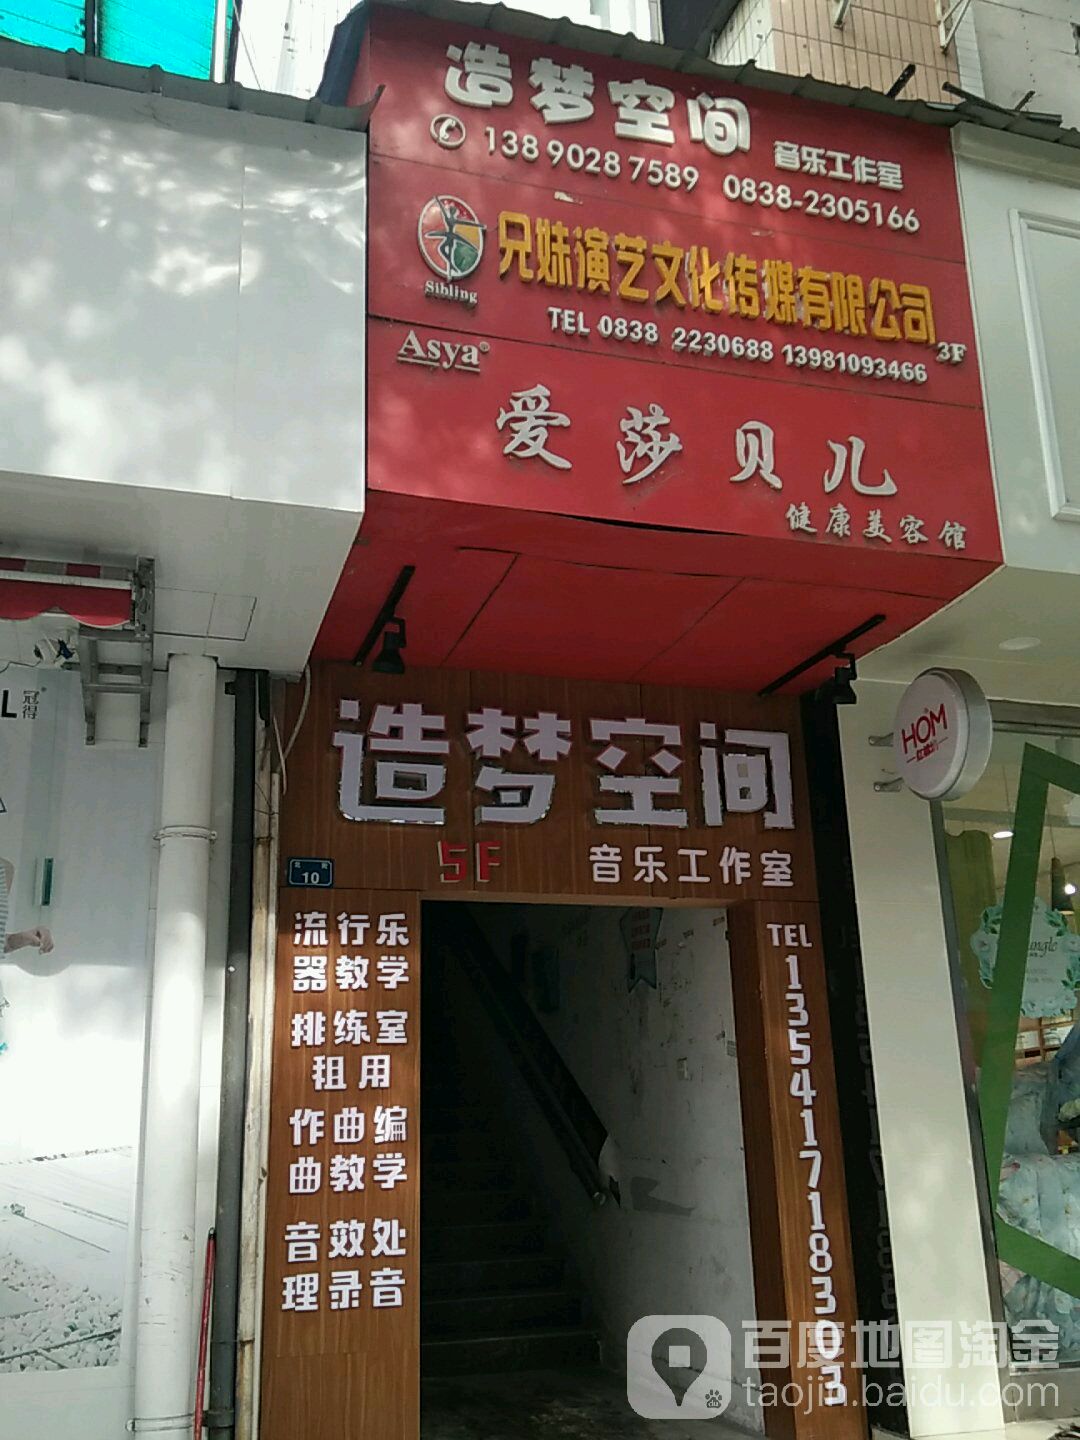 造梦空间
音乐工作室
138 9028 7589 0838-2305166
兄妹演艺文化传媒有限公司
Sibling
TEL 0838 2230688 13981093466
3F
Asya®
爱莎贝儿
健康美容馆
造梦空间
5F
音乐工作室
10
流行乐
器教学
排练室
租用
作曲编
曲教学
音效处
理录音
TEL
13541718303
L
冠得
HOM
百度地图淘金
taojin.baidu.com